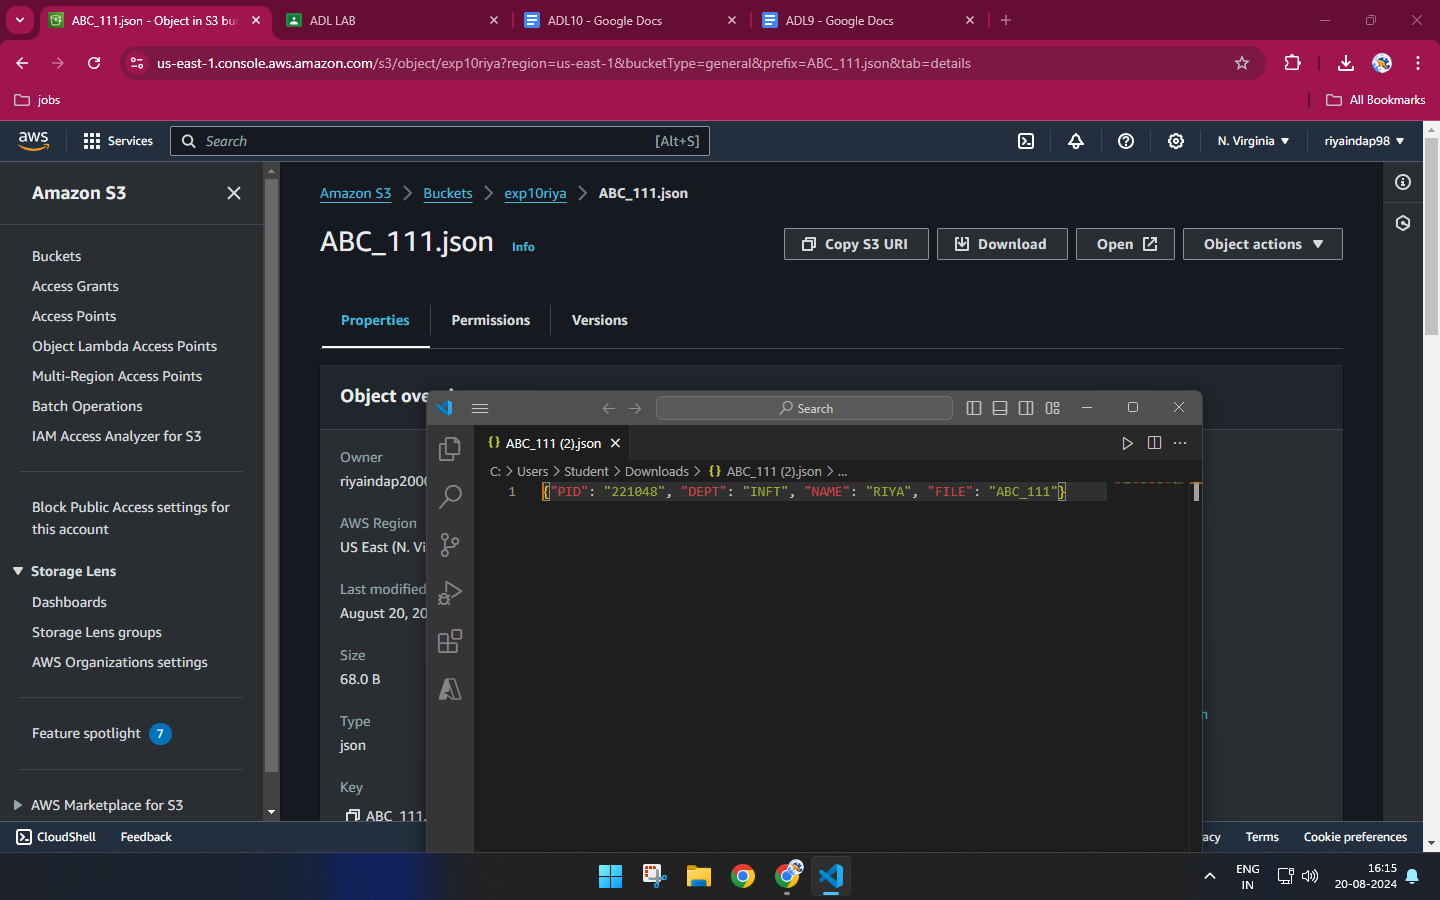 ABC_111.json - Object in S3 buc
ADL LAB
ADL10 - Google Docs
ADL9 - Google Docs
us-east-1.console.aws.amazon.com/s3/object/exp10riya?region=us-east-1&bucketType=general&prefix=ABC_111.json&tab=details
jobs
All Bookmarks
aws
Services
Search
[Alt+S]
N. Virginia
riyaindap98
Amazon S3
Buckets
Access Grants
Access Points
Object Lambda Access Points
Multi-Region Access Points
Batch Operations
IAM Access Analyzer for S3
Block Public Access settings for
this account
Storage Lens
Dashboards
Storage Lens groups
AWS Organizations settings
Feature spotlight 7
AWS Marketplace for S3
Amazon S3 > Buckets > exp10riya > ABC_111.json
ABC_111.json Info
Copy S3 URI
Download
Open
Object actions
Properties
Permissions
Versions
Object ove
Owner
riyaindap200
AWS Region
US East (N. Vi
Last modified
August 20, 20
Size
68.0 B
Type
json
Key
ABC_111.
Search
{} ABC_111 (2).json
C: > Users > Student > Downloads > {} ABC_111 (2).json > ...
1 {"PID": "221048", "DEPT": "INFT", "NAME": "RIYA", "FILE": "ABC_111"}
n
CloudShell
Feedback
acy
Terms
Cookie preferences
ENG
IN
16:15
20-08-2024